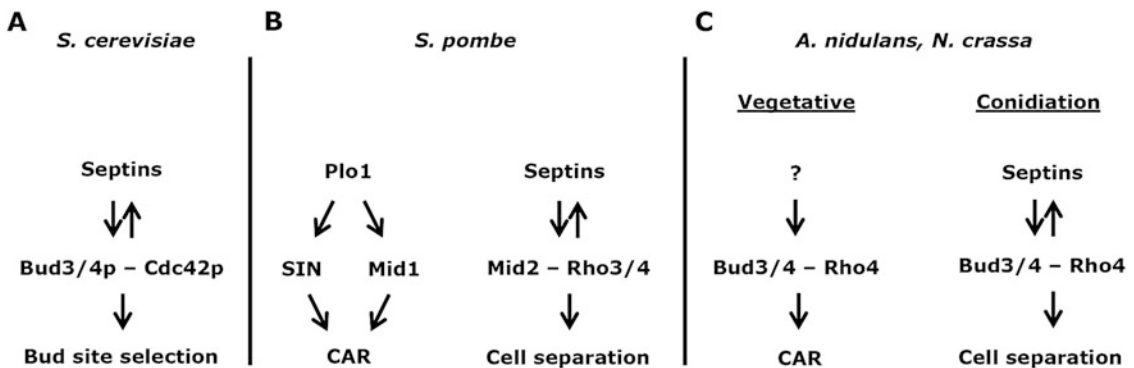 A
S. cerevisiae
Septins
Bud3/4p – Cdc42p
Bud site selection
B
S. pombe
Plo1
SIN
Mid1
CAR
Septins
Mid2 – Rho3/4
Cell separation
C
A. nidulans, N. crassa
Vegetative
?
Bud3/4 – Rho4
CAR
Conidiation
Septins
Bud3/4 – Rho4
Cell separation